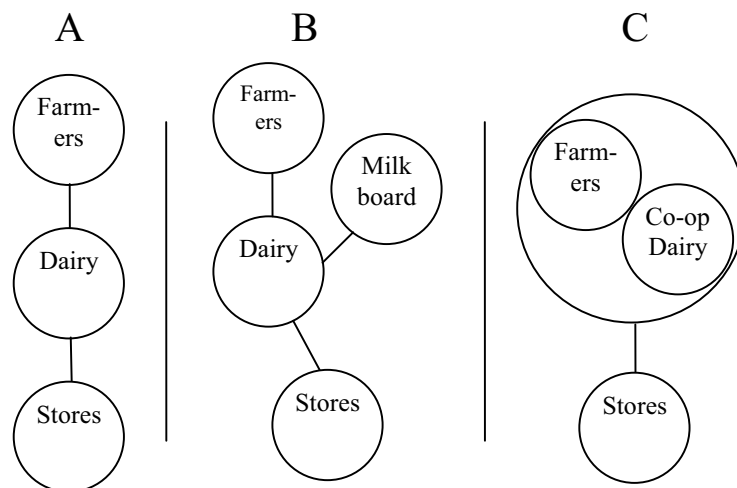 A
Farm-
ers
Dairy
Stores
B
Farm-
ers
Milk
board
Dairy
Stores
C
Farm-
ers
Co-op
Dairy
Stores